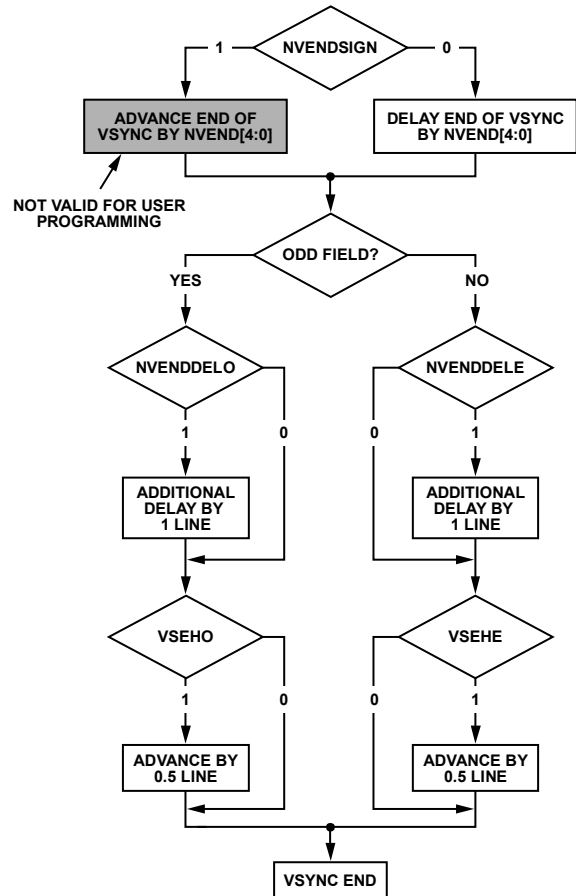 NVENDSIGN
1
0
ADVANCE END OF
VSYNC BY NVEND[4:0]
DELAY END OF VSYNC
BY NVEND[4:0]
NOT VALID FOR USER
PROGRAMMING
ODD FIELD?
YES
NO
NVENDDELO
NVENDDELE
1
0
0
1
ADDITIONAL
DELAY BY
1 LINE
ADDITIONAL
DELAY BY
1 LINE
VSEHO
VSEHE
1
0
0
1
ADVANCE BY
0.5 LINE
ADVANCE BY
0.5 LINE
VSYNC END